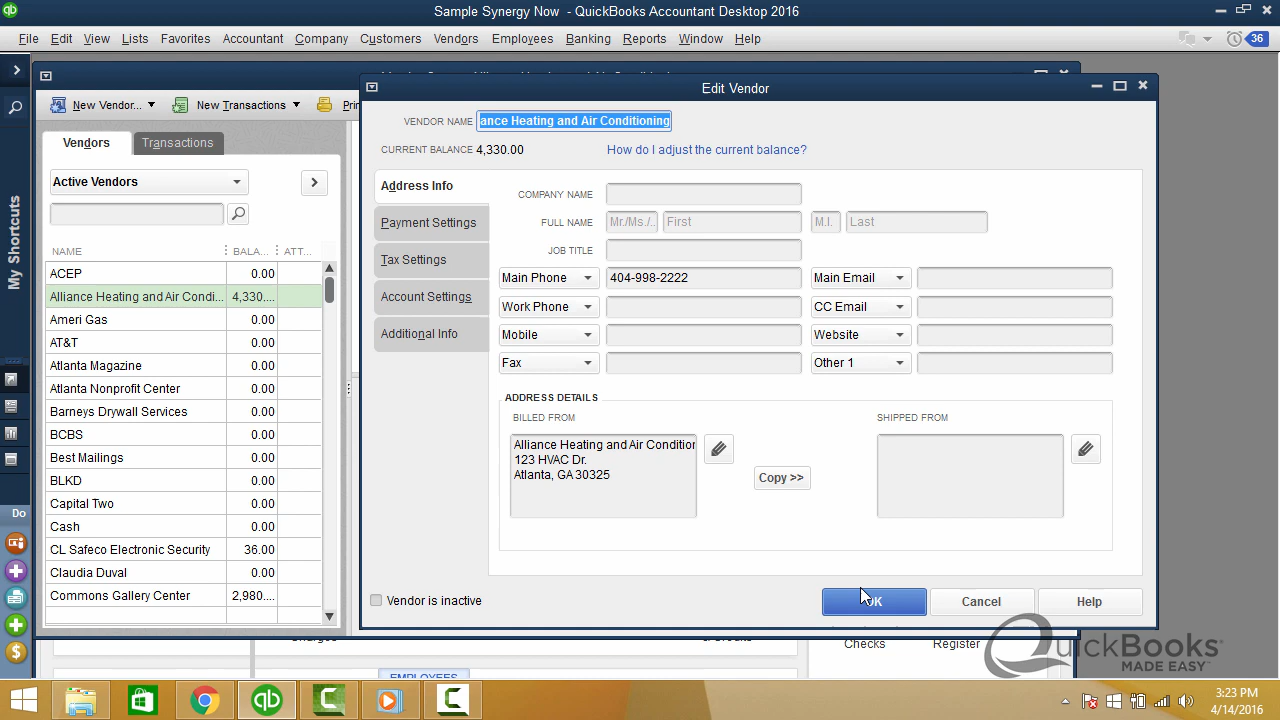 Sample Synergy Now - QuickBooks Accountant Desktop 2016
File Edit View Lists Favorites Accountant Company Customers Vendors Employees Banking Reports Window Help 36
My Shortcuts
Do
New Vendor... New Transactions Prin
Vendors Transactions
Active Vendors
NAME BALA... ATT...
ACEP 0.00
Alliance Heating and Air Condi... 4,330....
Ameri Gas 0.00
AT&T 0.00
Atlanta Magazine 0.00
Atlanta Nonprofit Center 0.00
Barneys Drywall Services 0.00
BCBS 0.00
Best Mailings 0.00
BLKD 0.00
Capital Two 0.00
Cash 0.00
CL Safeco Electronic Security 36.00
Claudia Duval 0.00
Commons Gallery Center 2,980....
Edit Vendor
VENDOR NAME ance Heating and Air Conditioning
CURRENT BALANCE 4,330.00 How do I adjust the current balance?
Address Info
Payment Settings
Tax Settings
Account Settings
Additional Info
COMPANY NAME
FULL NAME Mr./Ms./.. First M.I. Last
JOB TITLE
Main Phone 404-998-2222 Main Email
Work Phone CC Email
Mobile Website
Fax Other 1
ADDRESS DETAILS
BILLED FROM SHIPPED FROM
Alliance Heating and Air Condition
123 HVAC Dr.
Atlanta, GA 30325
Copy >>
Vendor is inactive
OK Cancel Help
Checks Register
EMPLOYEES
QuickBooks
MADE EASY™
3:23 PM
4/14/2016